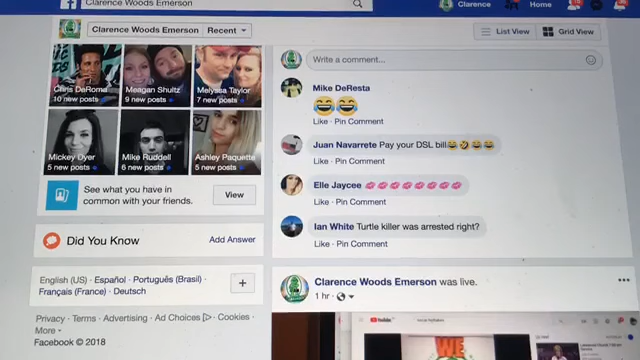 Clarence Woods Emerson
Clarence
Home
Clarence Woods Emerson
Recent
List View
Grid View
Chris DeRoma
10 new posts
Meagan Shultz
9 new posts
Melyssa Taylor
7 new posts
Mickey Dyer
5 new posts
Mike Ruddell
6 new posts
Ashley Paquette
5 new posts
See what you have in
common with your friends.
View
Did You Know
Add Answer
English (US) · Español · Português (Brasil) ·
Français (France) · Deutsch
+
Privacy · Terms · Advertising · Ad Choices · Cookies ·
More
Facebook © 2018
Write a comment...
Mike DeResta
😂😂
Like · Pin Comment
Juan Navarrete Pay your DSL bill😂🤣😂😂
Like · Pin Comment
Elle Jaycee 💋💋💋💋💋💋💋💋
Like · Pin Comment
Ian White Turtle killer was arrested right?
Like · Pin Comment
Clarence Woods Emerson was live.
1 hr ·
WE